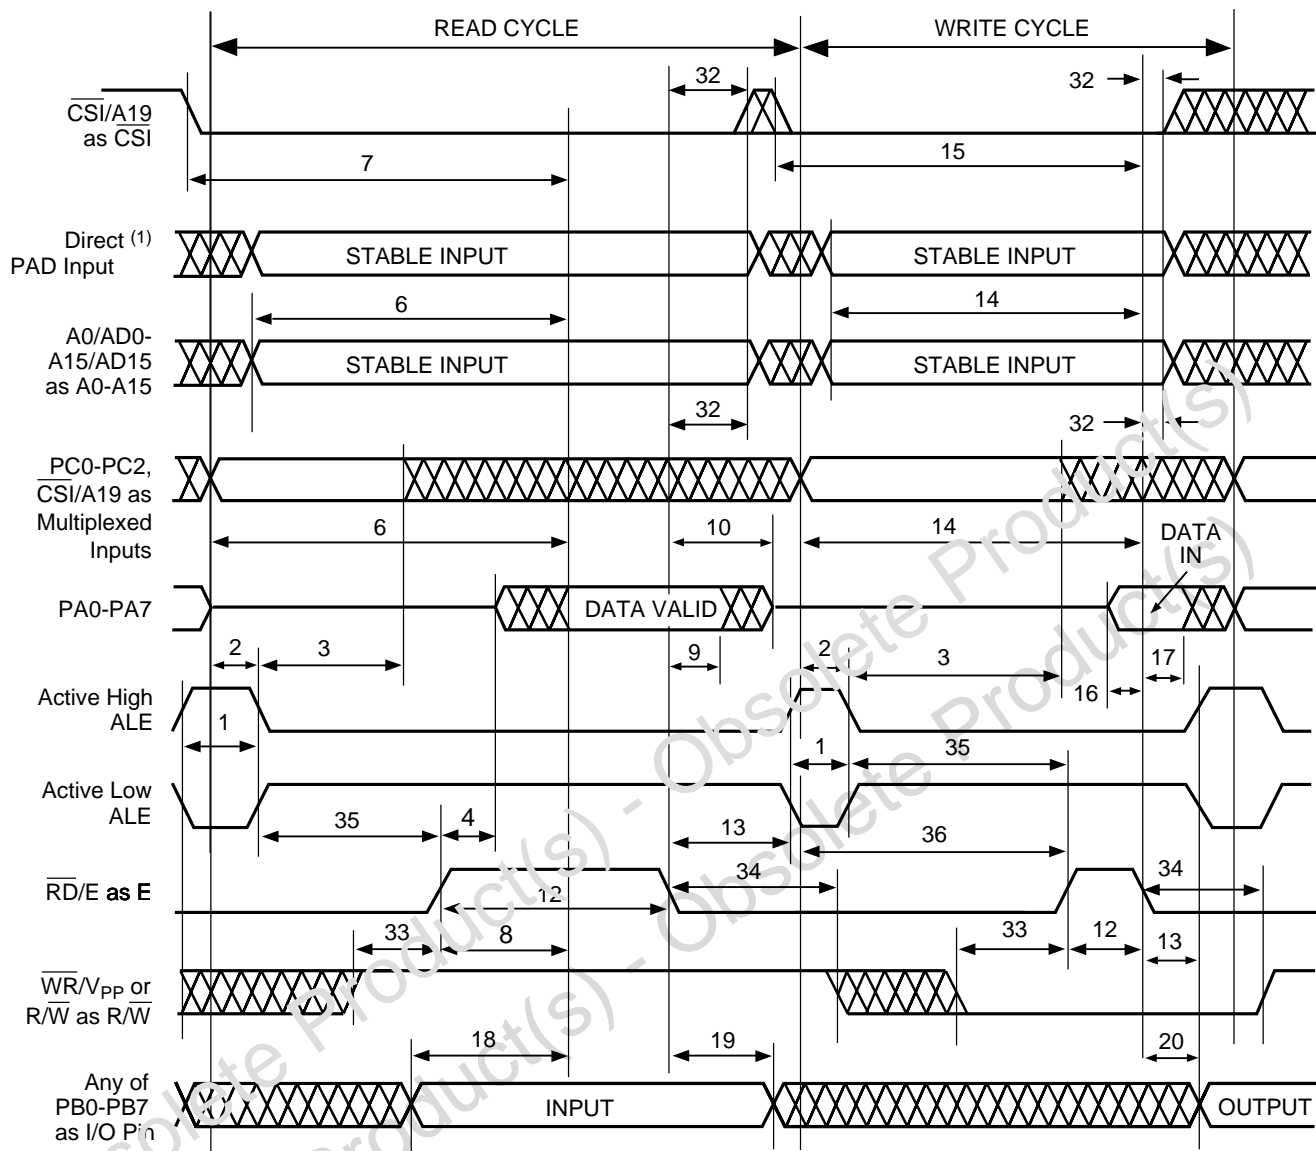 READ CYCLE
WRITE CYCLE
32
32
CSI/A19
as CSI
7
15
Direct (1)
PAD Input
STABLE INPUT
STABLE INPUT
6
14
A0/AD0-
A15/AD15
as A0-A15
STABLE INPUT
STABLE INPUT
32
32
PC0-PC2,
CSI/A19 as
Multiplexed
Inputs
6
10
14
DATA
IN
PA0-PA7
DATA VALID
2
3
9
2
3
17
16
Active High
ALE
1
1
35
Active Low
ALE
35
4
13
36
34
34
RD/E as E
12
33
8
33
12
13
WR/VPP or
R/W as R/W
18
19
20
Any of
PB0-PB7
as I/O Pin
INPUT
OUTPUT
Obsolete Product(s) - Obsolete Product(s)
Obsolete Product(s) - Obsolete Product(s)